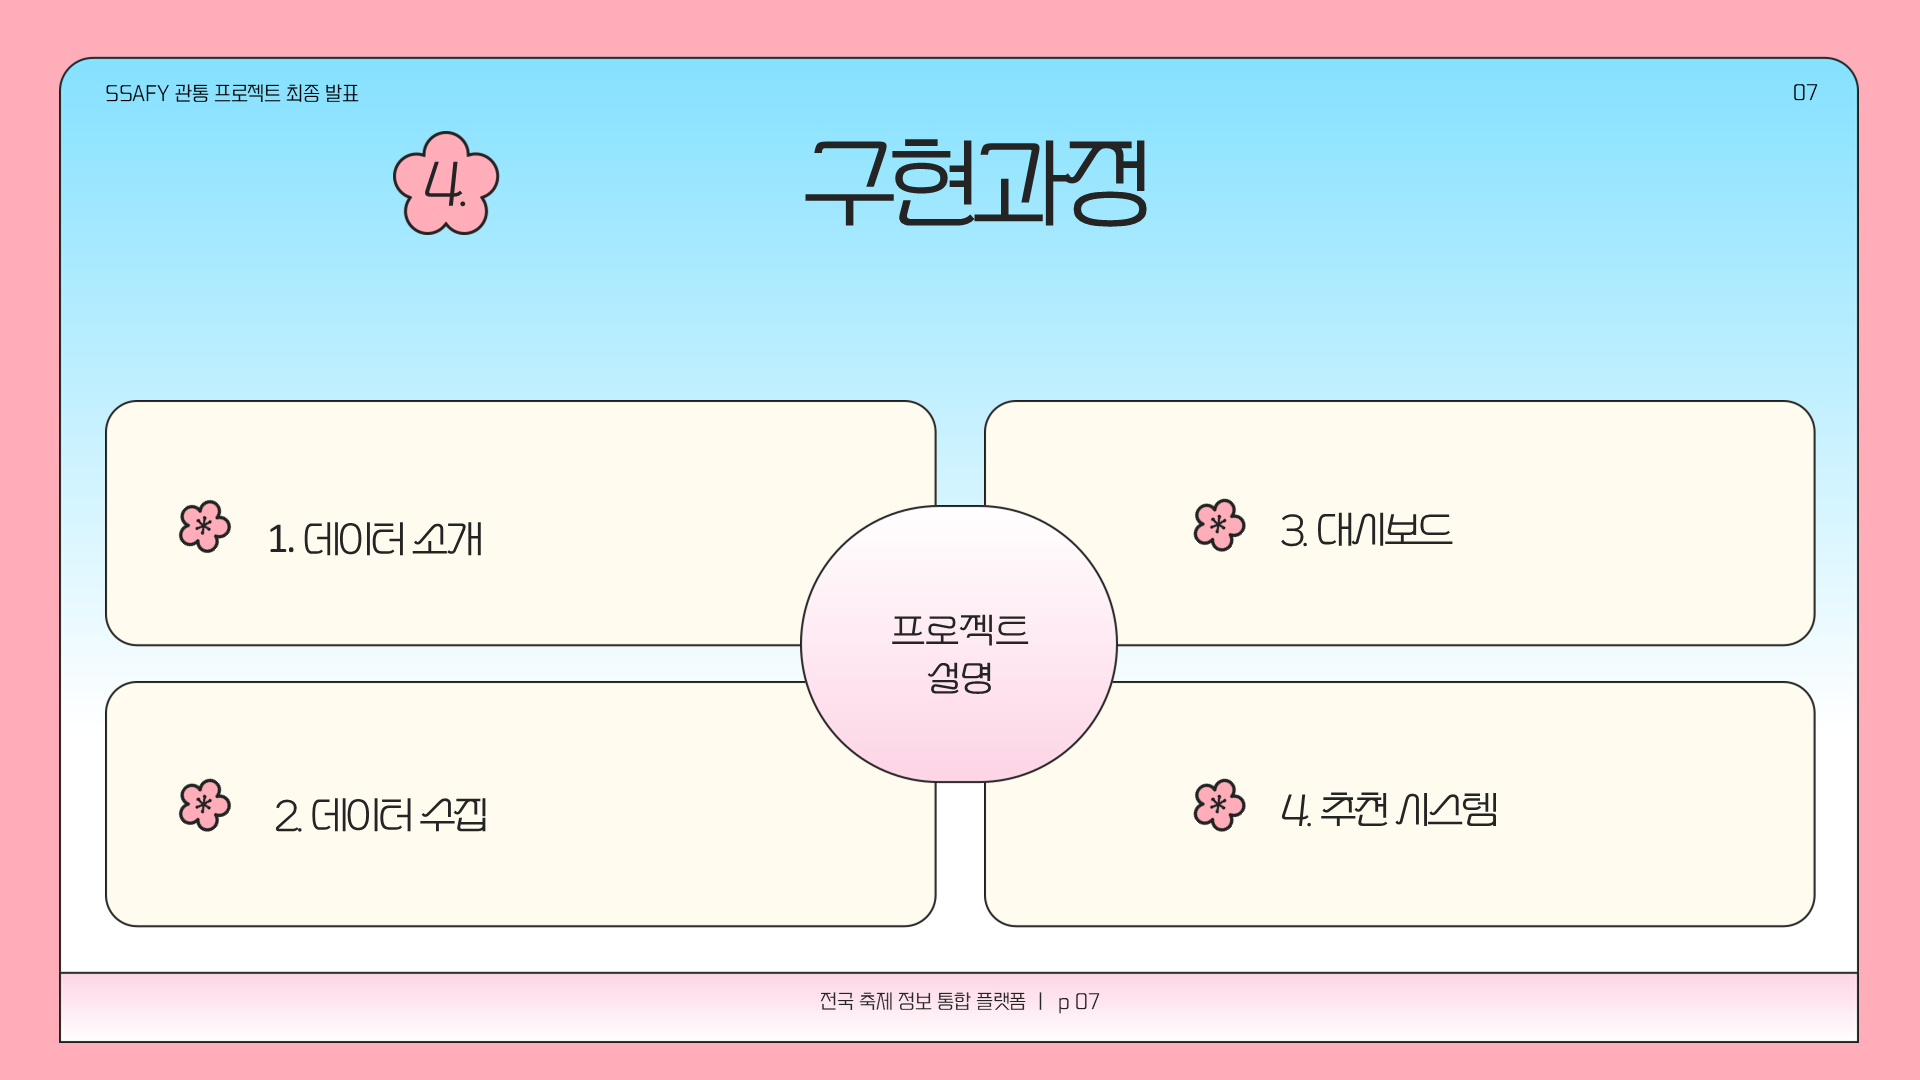 SSAFY 관통 프로젝트 최종 발표
07
4.
구현과정
1. 데이터 소개
3. 대시보드
프로젝트
설명
2. 데이터 수집
4. 추천 시스템
전국 축제 정보 통합 플랫폼 | p 07